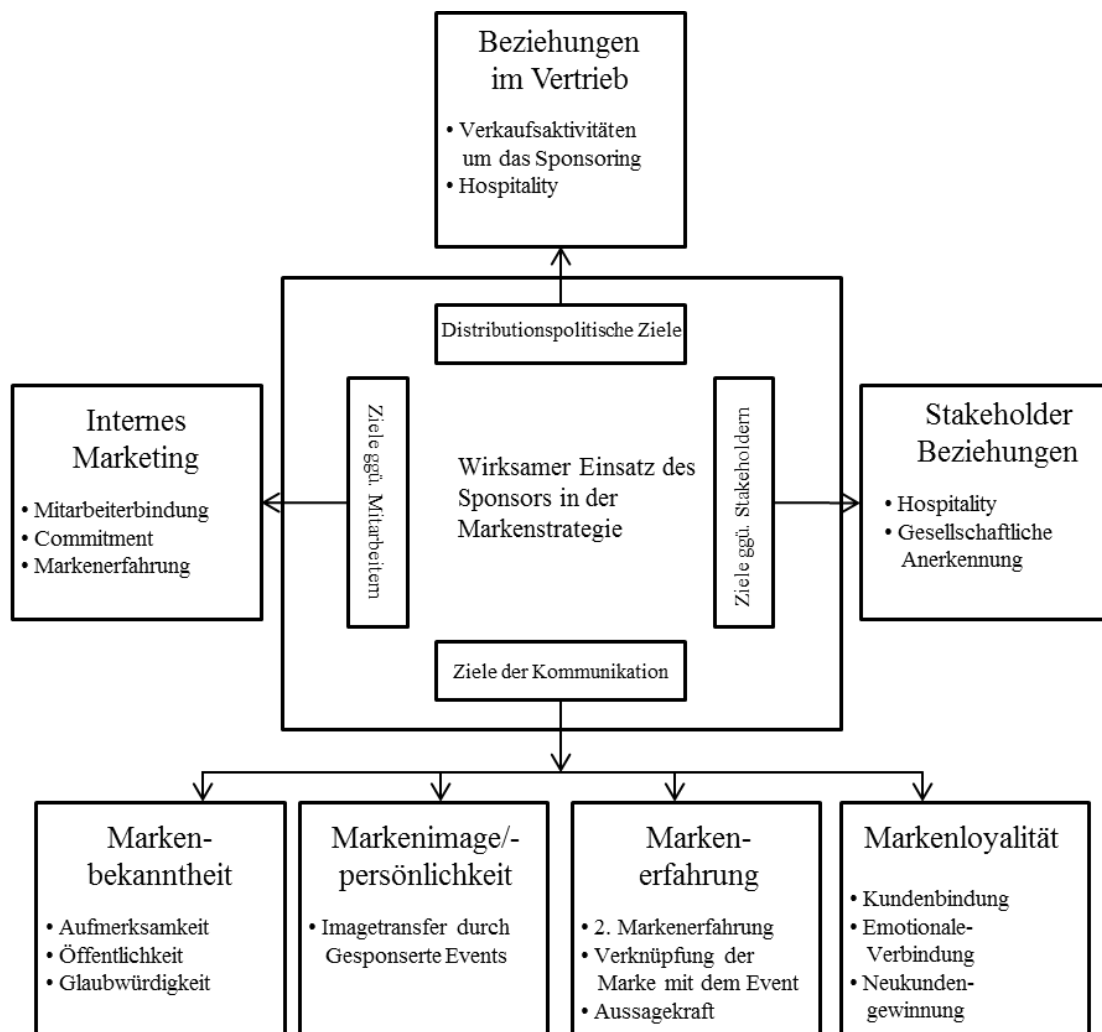 Beziehungen
im Vertrieb
• Verkaufsaktivitäten
um das Sponsoring
• Hospitality
Distributionspolitische Ziele
Internes
Marketing
• Mitarbeiterbindung
• Commitment
• Markenerfahrung
Ziele ggü. Mitarbeitern
Wirksamer Einsatz des
Sponsors in der
Markenstrategie
Ziele ggü. Stakeholdern
Stakeholder
Beziehungen
• Hospitality
• Gesellschaftliche
Anerkennung
Ziele der Kommunikation
Marken-
bekanntheit
• Aufmerksamkeit
• Öffentlichkeit
• Glaubwürdigkeit
Markenimage/-
persönlichkeit
• Imagetransfer durch
Gesponserte Events
Marken-
erfahrung
• 2. Markenerfahrung
• Verknüpfung der
Marke mit dem Event
• Aussagekraft
Markenloyalität
• Kundenbindung
• Emotionale-
Verbindung
• Neukunden-
gewinnung